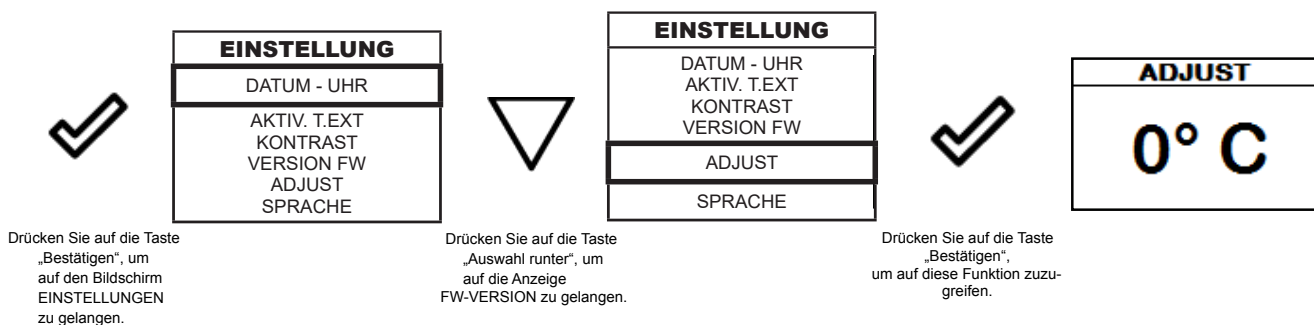 EINSTELLUNG
DATUM - UHR
AKTIV. T.EXT
KONTRAST
VERSION FW
ADJUST
SPRACHE
Drücken Sie auf die Taste
„Bestätigen“, um
auf den Bildschirm
EINSTELLUNGEN
zu gelangen.
EINSTELLUNG
DATUM - UHR
AKTIV. T.EXT
KONTRAST
VERSION FW
ADJUST
SPRACHE
Drücken Sie auf die Taste
„Auswahl runter“, um
auf die Anzeige
FW-VERSION zu gelangen.
Drücken Sie auf die Taste
„Bestätigen“,
um auf diese Funktion zuzu-
greifen.
ADJUST
0° C